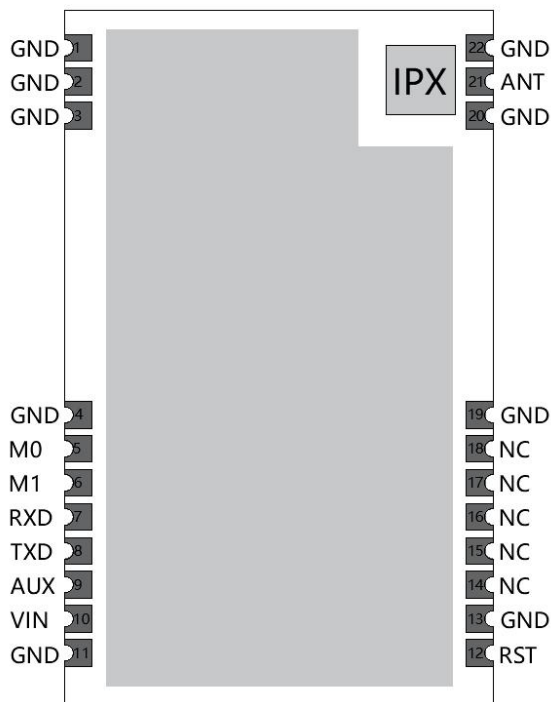 GND 1 22 GND
GND 2 IPX 21 ANT
GND 3 20 GND
GND 4 19 GND
M0 5 18 NC
M1 6 17 NC
RXD 7 16 NC
TXD 8 15 NC
AUX 9 14 NC
VIN 10 13 GND
GND 11 12 RST